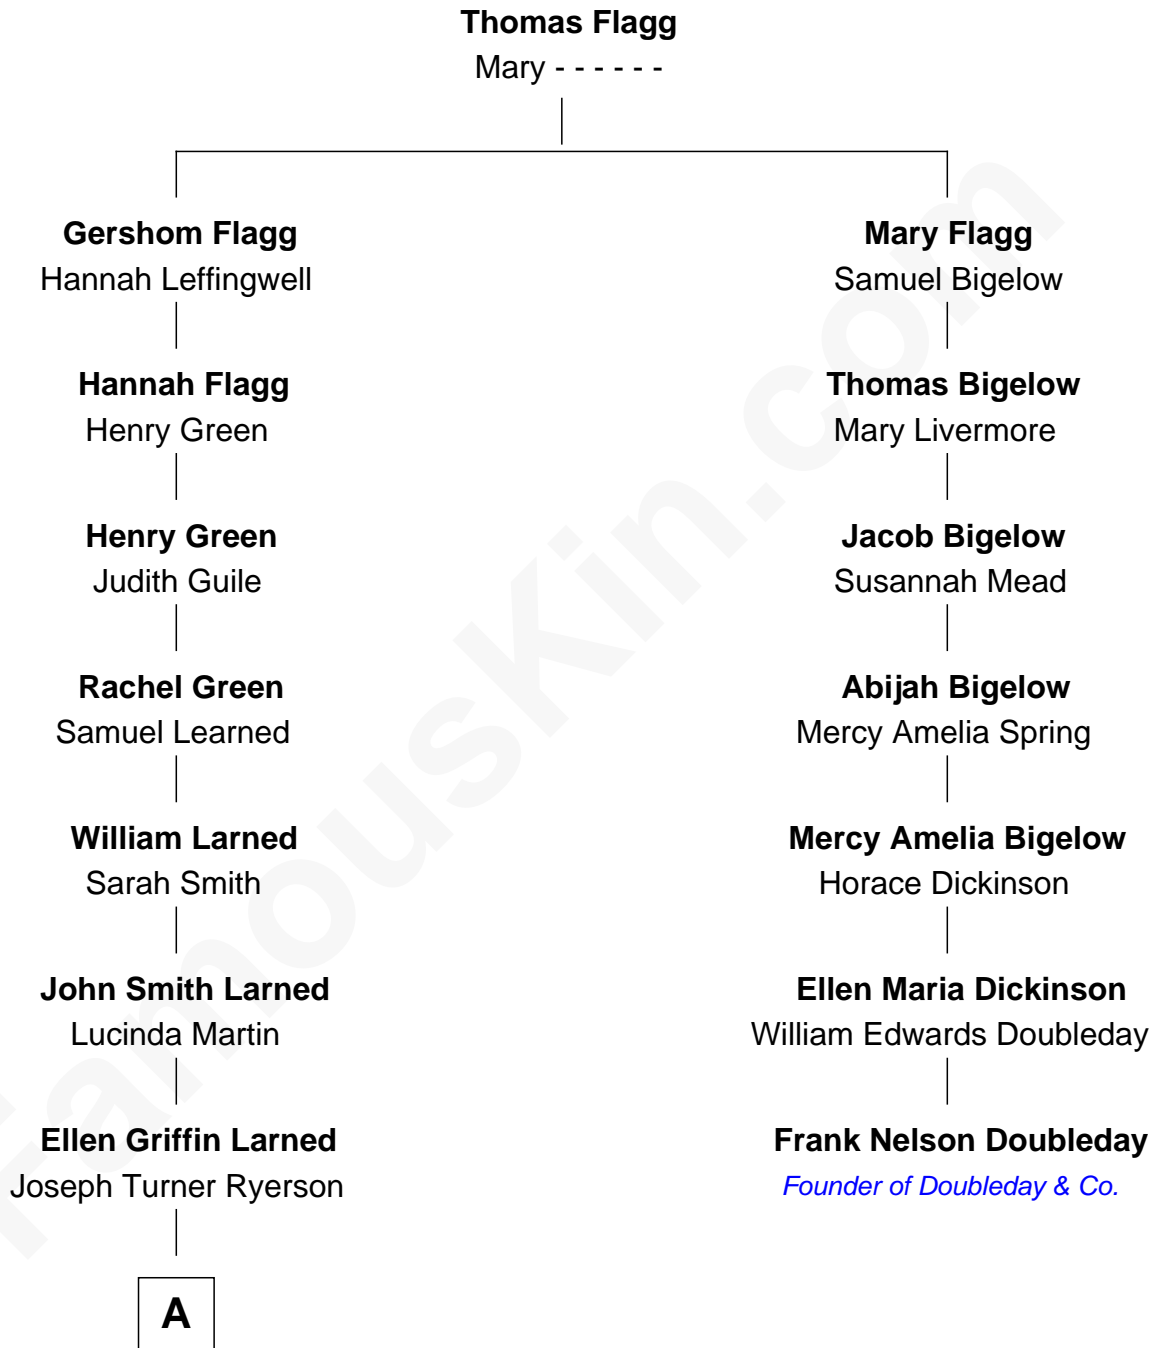 Thomas Flagg
Mary - - - - - -
Gershom Flagg
Hannah Leffingwell
Mary Flagg
Samuel Bigelow
Hannah Flagg
Henry Green
Thomas Bigelow
Mary Livermore
Henry Green
Judith Guile
Jacob Bigelow
Susannah Mead
Rachel Green
Samuel Learned
Abijah Bigelow
Mercy Amelia Spring
William Larned
Sarah Smith
Mercy Amelia Bigelow
Horace Dickinson
John Smith Larned
Lucinda Martin
Ellen Maria Dickinson
William Edwards Doubleday
Ellen Griffin Larned
Joseph Turner Ryerson
Frank Nelson Doubleday
Founder of Doubleday & Co.
A
FamousKin.com